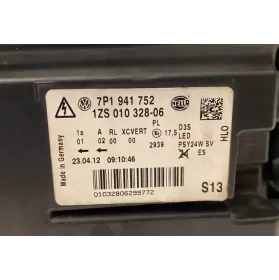 7P1 941 752
1ZS 010 328-06
HELLA
PL
1a A RL XCVERT 17,5 D3S
01 02 00 00 LED
2939 PSY24W SV
ES
23.04.12 09:10:46
Made in Germany
HLO
01032806299772
S13